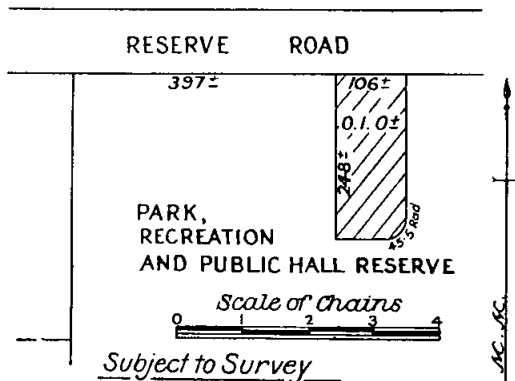 RESERVE ROAD
397± 106±
0.1.0±
248±
45.5 Rad
PARK,
RECREATION
AND PUBLIC HALL RESERVE
Scale of Chains
0 1 2 3 4
Subject to Survey
N.C. N.C.